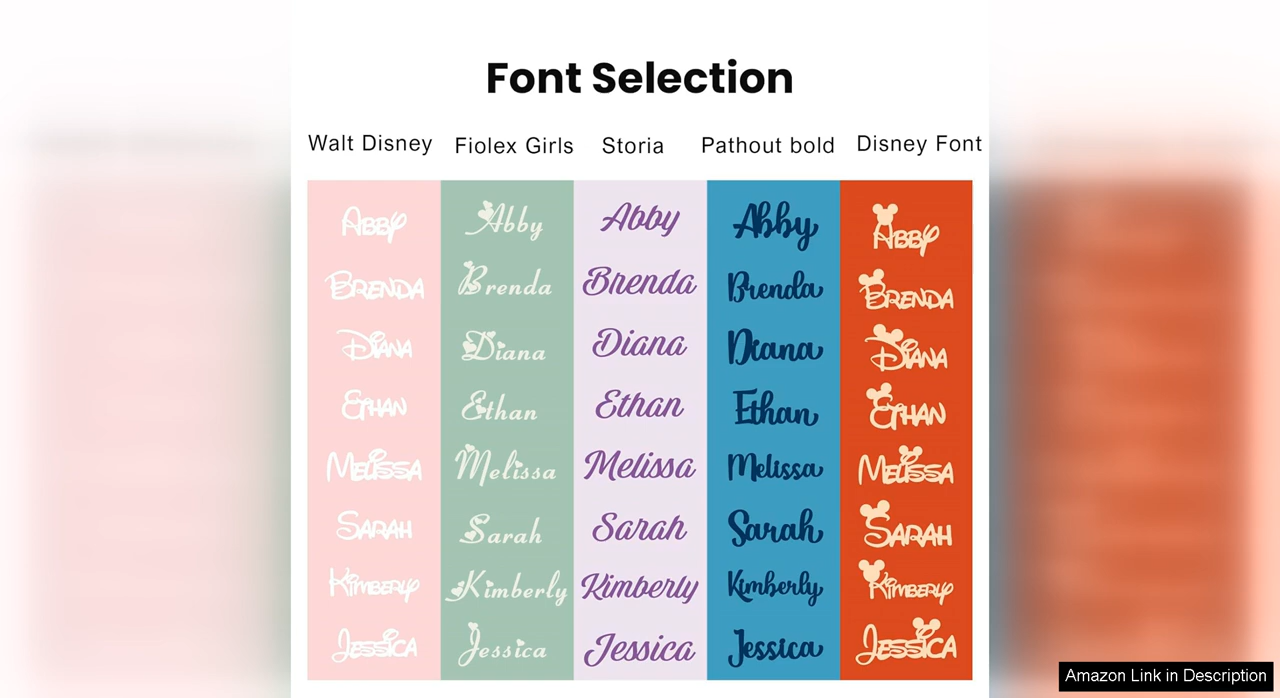 Font Selection
Walt Disney Fiolex Girls Storia Pathout bold Disney Font
Abby Abby Abby Abby Abby
Brenda Brenda Brenda Brenda Brenda
Diana Diana Diana Diana Diana
Ethan Ethan Ethan Ethan Ethan
Melissa Melissa Melissa Melissa Melissa
Sarah Sarah Sarah Sarah Sarah
Kimberly Kimberly Kimberly Kimberly Kimberly
Jessica Jessica Jessica Jessica Jessica
Amazon Link in Description